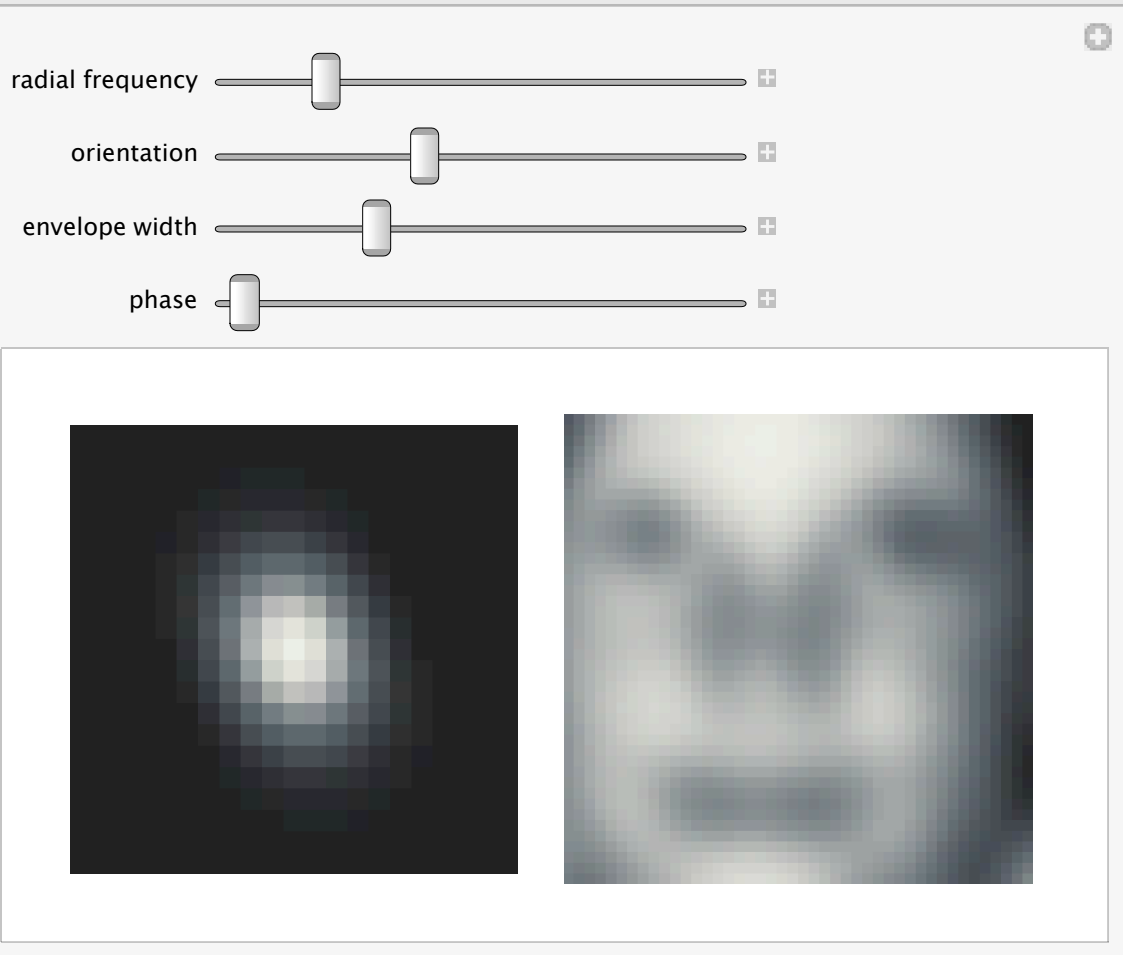 radial frequency
orientation
envelope width
phase